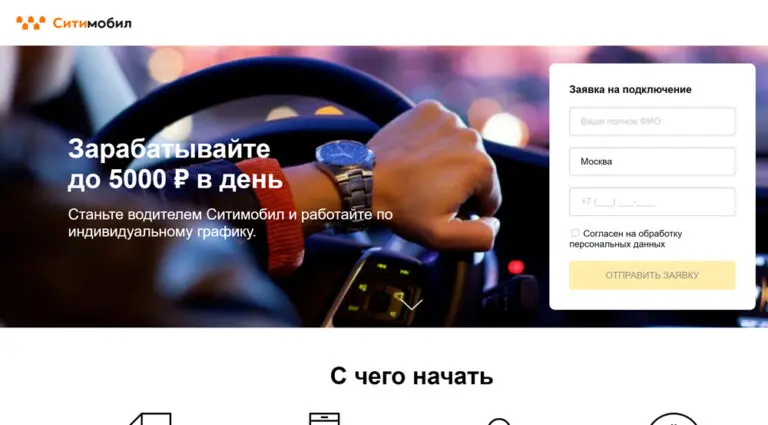 Ситимобил
Зарабатывайте
до 5000 ₽ в день
Станьте водителем Ситимобил и работайте по
индивидуальному графику.
Заявка на подключение
Ваше полное ФИО
Москва
+7 (___) ___-____
Согласен на обработку
персональных данных
ОТПРАВИТЬ ЗАЯВКУ
С чего начать